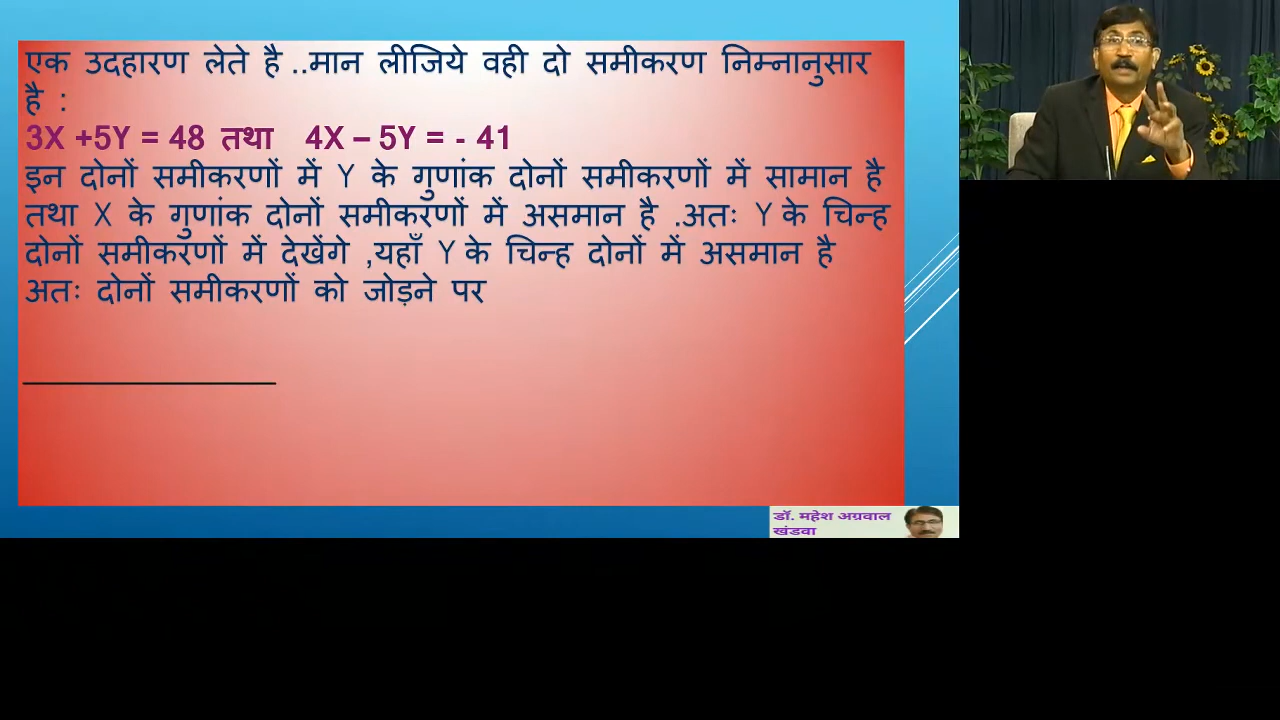 एक उदहारण लेते है ..मान लीजिये वही दो समीकरण निम्नानुसार
है :
3X +5Y = 48 तथा 4X – 5Y = - 41
इन दोनों समीकरणों में Y के गुणांक दोनों समीकरणों में सामान है
तथा X के गुणांक दोनों समीकरणों में असमान है .अतः Y के चिन्ह
दोनों समीकरणों में देखेंगे ,यहाँ Y के चिन्ह दोनों में असमान है
अतः दोनों समीकरणों को जोड़ने पर
डॉ. महेश अग्रवाल
खंडवा